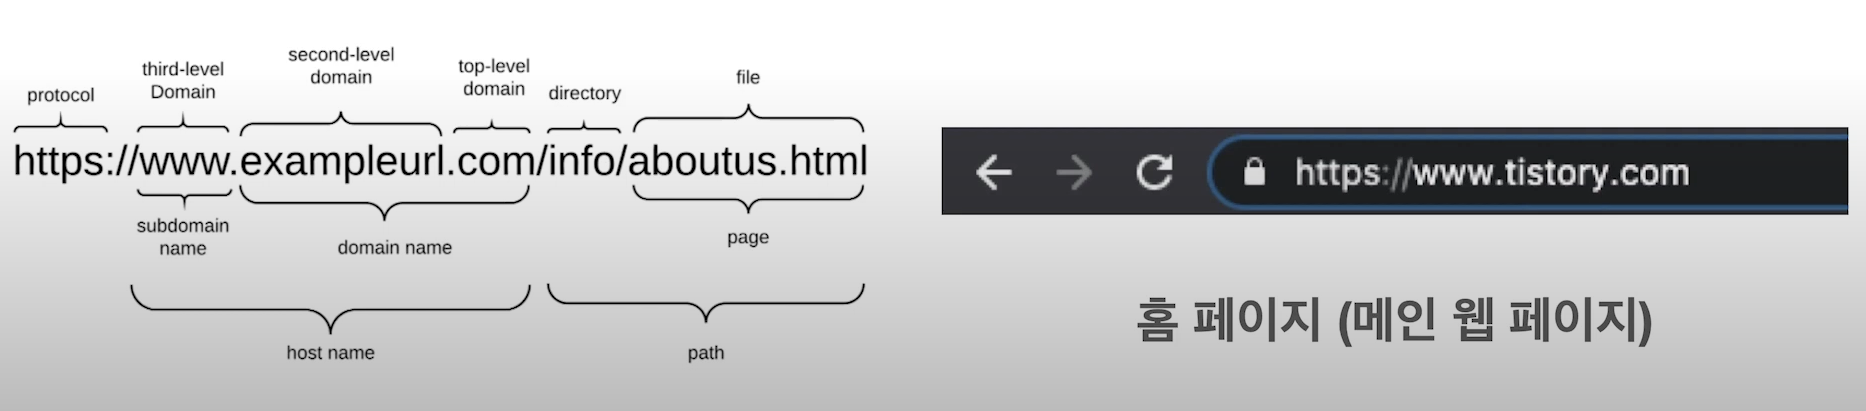 second-level
domain
third-level
Domain
top-level
domain
protocol
directory
file
https://www.exampleurl.com/info/aboutus.html
subdomain
name
domain name
page
host name
path
https://www.tistory.com
홈 페이지 (메인 웹 페이지)